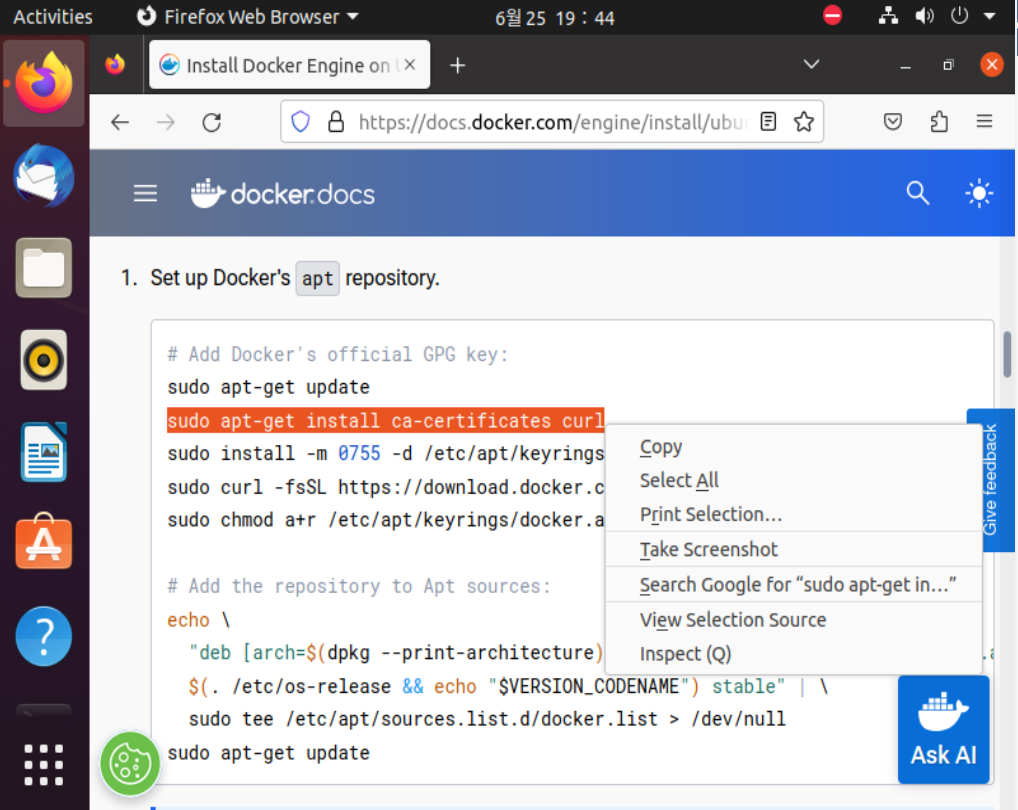 Activities
Firefox Web Browser
6월 25 19 : 44
Install Docker Engine on
https://docs.docker.com/engine/install/ubu
docker.docs
1. Set up Docker's apt repository.
# Add Docker's official GPG key:
sudo apt-get update
sudo apt-get install ca-certificates curl
sudo install -m 0755 -d /etc/apt/keyrings
sudo curl -fsSL https://download.docker.c
sudo chmod a+r /etc/apt/keyrings/docker.a
# Add the repository to Apt sources:
echo \
"deb [arch=$(dpkg --print-architecture)
$(. /etc/os-release && echo "$VERSION_CODENAME") stable" | \
sudo tee /etc/apt/sources.list.d/docker.list > /dev/null
sudo apt-get update
Copy
Select All
Print Selection...
Take Screenshot
Search Google for “sudo apt-get in...”
View Selection Source
Inspect (Q)
Give feedback
Ask AI